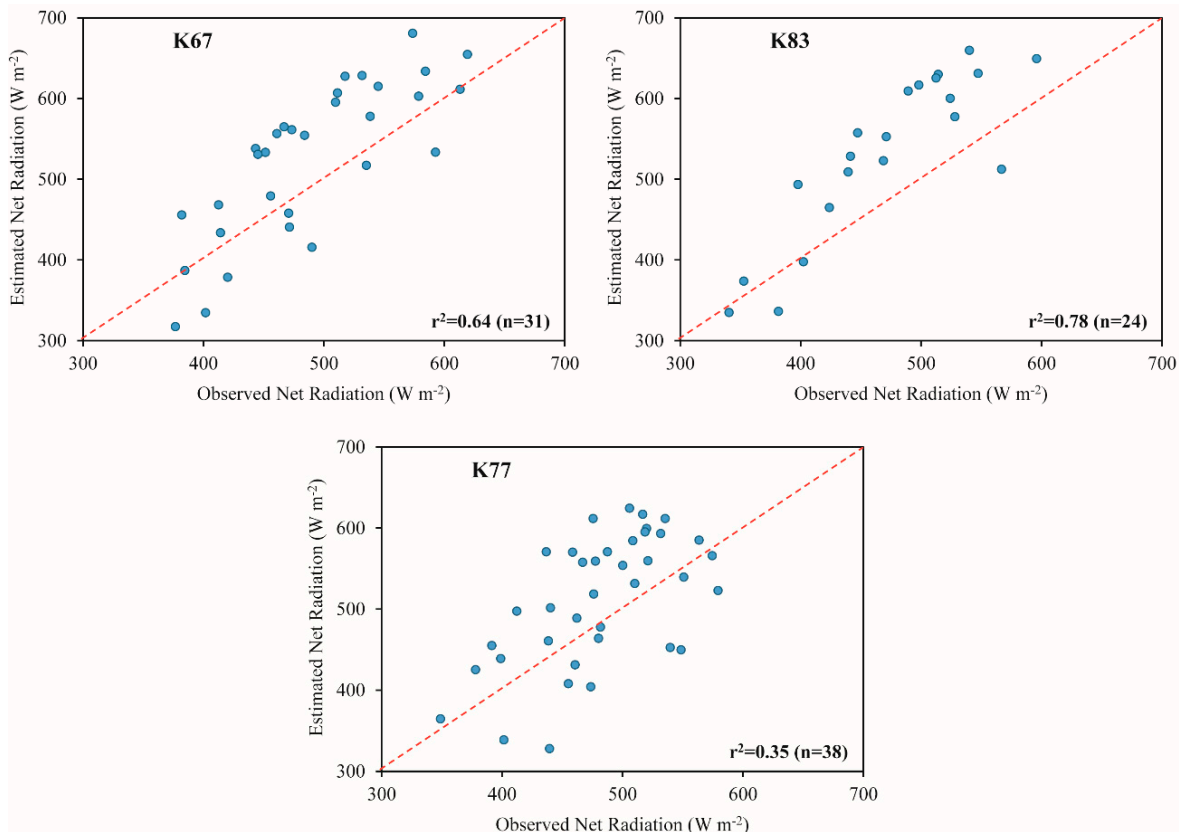 K67
Estimated Net Radiation (W m-2)
700
600
500
400
300
r²=0.64 (n=31)
300 400 500 600 700
Observed Net Radiation (W m-2)
K83
Estimated Net Radiation (W m-2)
700
600
500
400
300
r²=0.78 (n=24)
300 400 500 600 700
Observed Net Radiation (W m-2)
K77
Estimated Net Radiation (W m-2)
700
600
500
400
300
r²=0.35 (n=38)
300 400 500 600 700
Observed Net Radiation (W m-2)